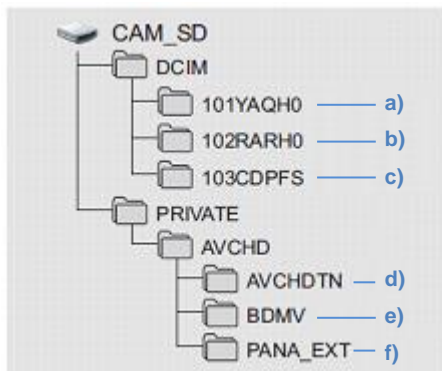 CAM_SD
DCIM
101YAQH0 a)
102RARH0 b)
103CDPFS c)
PRIVATE
AVCHD
AVCHDTN d)
BDMV e)
PANA_EXT f)